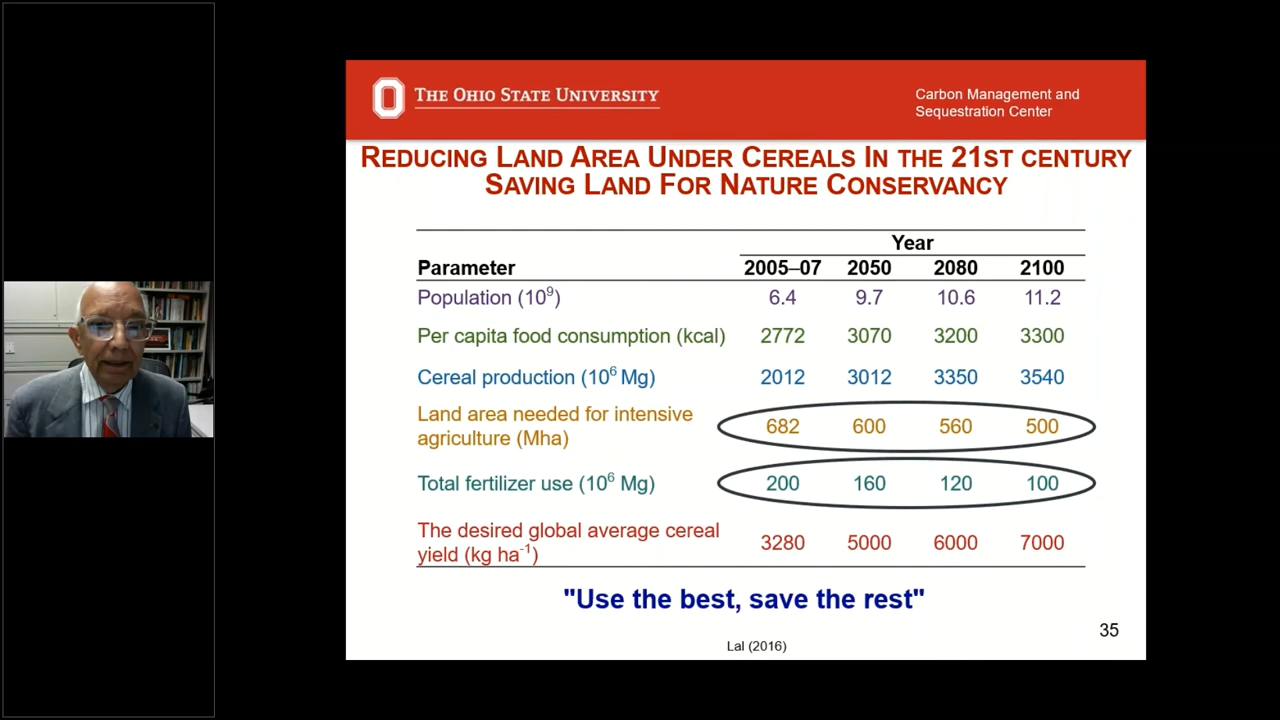 THE OHIO STATE UNIVERSITY
Carbon Management and
Sequestration Center
REDUCING LAND AREA UNDER CEREALS IN THE 21ST CENTURY
SAVING LAND FOR NATURE CONSERVANCY
Year
Parameter 2005–07 2050 2080 2100
Population (10⁹) 6.4 9.7 10.6 11.2
Per capita food consumption (kcal) 2772 3070 3200 3300
Cereal production (10⁶ Mg) 2012 3012 3350 3540
Land area needed for intensive
agriculture (Mha) 682 600 560 500
Total fertilizer use (10⁶ Mg) 200 160 120 100
The desired global average cereal
yield (kg ha⁻¹) 3280 5000 6000 7000
"Use the best, save the rest"
35
Lal (2016)